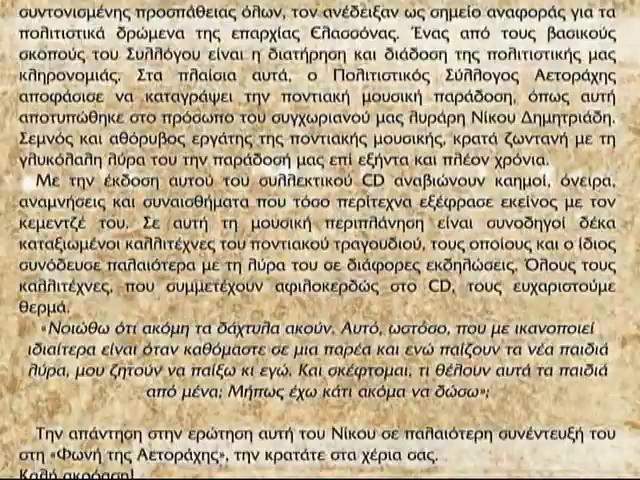 συντονισμένης προσπάθειας όλων, τον ανέδειξαν ως σημείο αναφοράς για τα
πολιτιστικά δρώμενα της επαρχίας Ελασσόνας. Ένας από τους βασικούς
σκοπούς του Συλλόγου είναι η διατήρηση και διάδοση της πολιτιστικής μας
κληρονομιάς. Στα πλαίσια αυτά, ο Πολιτιστικός Σύλλογος Αετοράχης
αποφάσισε να καταγράψει την ποντιακή μουσική παράδοση, όπως αυτή
αποτυπώθηκε στο πρόσωπο του συγχωριανού μας λυράρη Νίκου Δημητριάδη.
Σεμνός και αθόρυβος εργάτης της ποντιακής μουσικής, κρατά ζωντανή με τη
γλυκόλαλη λύρα του την παράδοσή μας επί εξήντα και πλέον χρόνια.
Με την έκδοση αυτού του συλλεκτικού CD αναβιώνουν καημοί, όνειρα,
αναμνήσεις και συναισθήματα που τόσο περίτεχνα εξέφρασε εκείνος με τον
κεμεντζέ του. Σε αυτή τη μουσική περιπλάνηση είναι συνοδηγοί δέκα
καταξιωμένοι καλλιτέχνες του ποντιακού τραγουδιού, τους οποίους και ο ίδιος
συνόδευσε παλαιότερα με τη λύρα του σε διάφορες εκδηλώσεις. Όλους τους
καλλιτέχνες, που συμμετέχουν αφιλοκερδώς στο CD, τους ευχαριστούμε
θερμά.
«Νοιώθω ότι ακόμη τα δάχτυλα ακούν. Αυτό, ωστόσο, που με ικανοποιεί
ιδιαίτερα είναι όταν καθόμαστε σε μια παρέα και ενώ παίζουν τα νέα παιδιά
λύρα, μου ζητούν να παίξω κι εγώ. Και σκέφτομαι, τι θέλουν αυτά τα παιδιά
από μένα; Μήπως έχω κάτι ακόμα να δώσω»;
Την απάντηση στην ερώτηση αυτή του Νίκου σε παλαιότερη συνέντευξή του
στη «Φωνή της Αετοράχης», την κρατάτε στα χέρια σας.
Καλή ακρόαση!